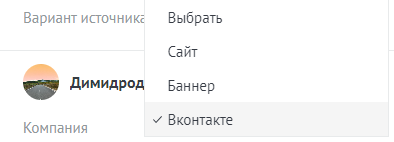 Вариант источника
Выбрать
Сайт
Баннер
Вконтакте
Димидрод
Компания